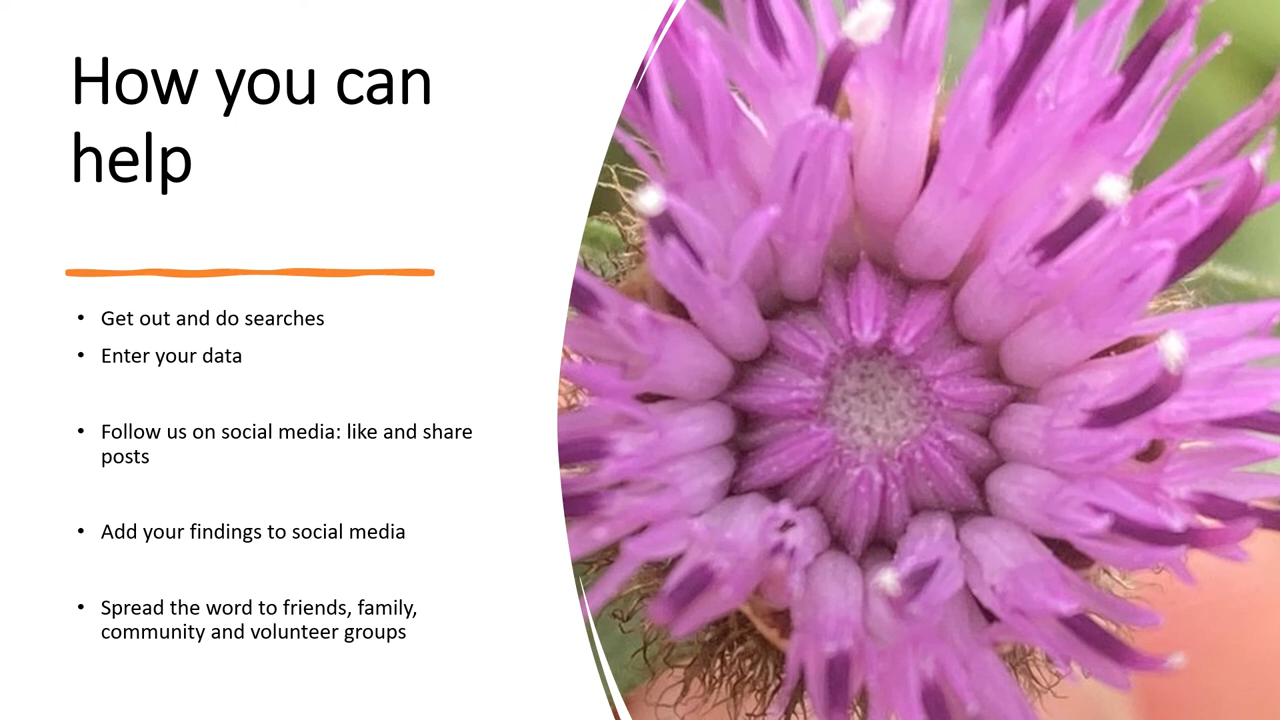 How you can
help
• Get out and do searches
• Enter your data
• Follow us on social media: like and share
posts
• Add your findings to social media
• Spread the word to friends, family,
community and volunteer groups